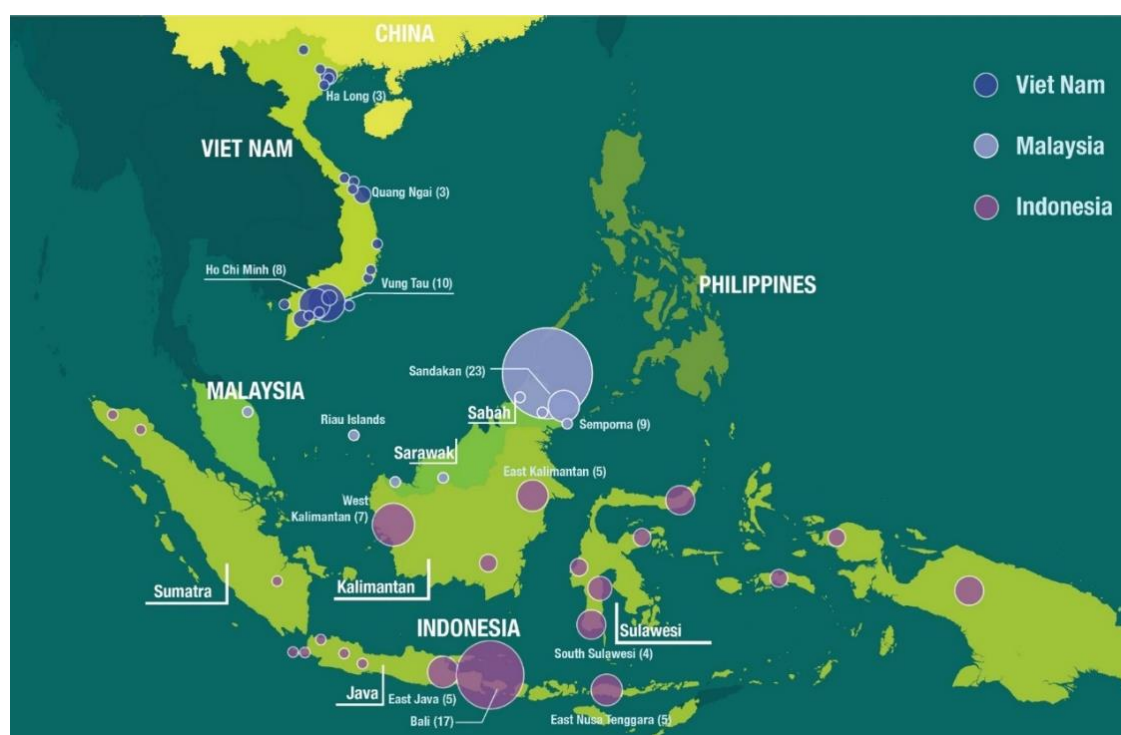 CHINA
Viet Nam
Ha Long (3)
VIET NAM
Malaysia
Quang Ngai (3)
Indonesia
Ho Chi Minh (8)
Vung Tau (10)
PHILIPPINES
Sandakan (23)
MALAYSIA
Sabah
Riau Islands
Semporna (9)
Sarawak
East Kalimantan (5)
West
Kalimantan (7)
Sumatra
Kalimantan
INDONESIA
Sulawesi
South Sulawesi (4)
Java
East Java (5)
Bali (17)
East Nusa Tenggara (5)